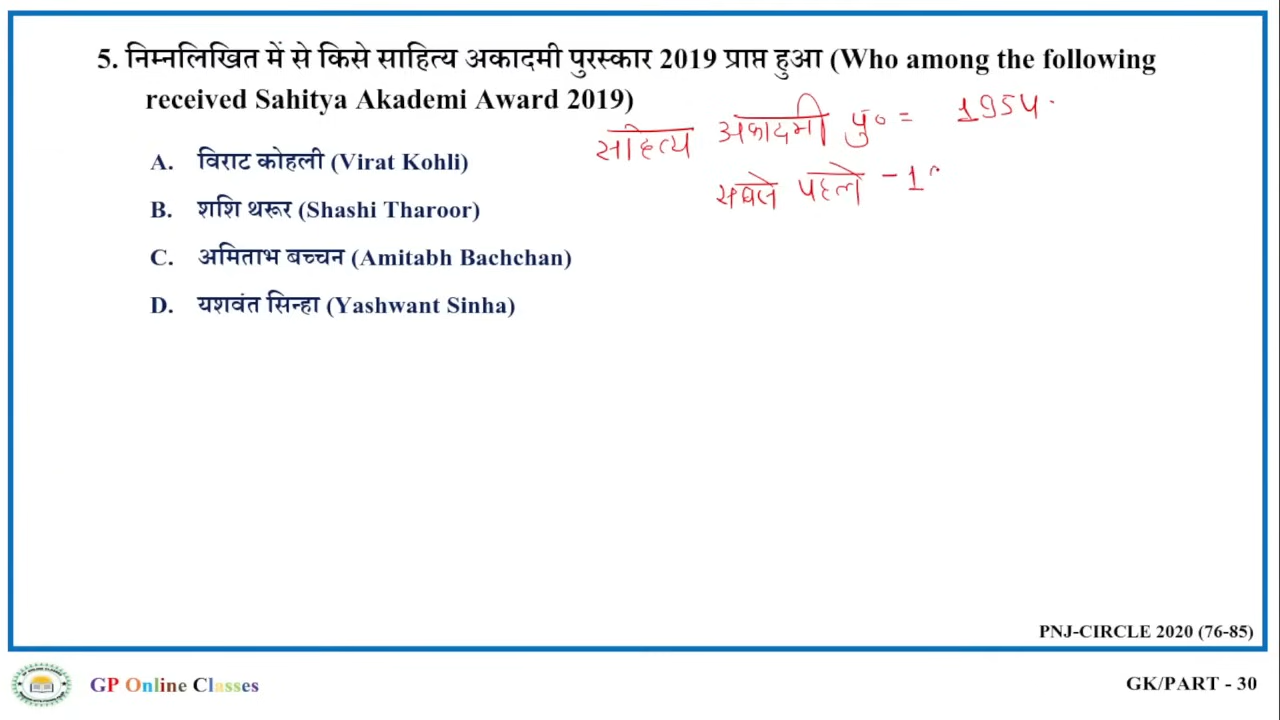 5. निम्नलिखित में से किसे साहित्य अकादमी पुरस्कार 2019 प्राप्त हुआ (Who among the following
received Sahitya Akademi Award 2019)
साहित्य अकादमी पु० = 1954
सबसे पहले - 1
A. विराट कोहली (Virat Kohli)
B. शशि थरूर (Shashi Tharoor)
C. अमिताभ बच्चन (Amitabh Bachchan)
D. यशवंत सिन्हा (Yashwant Sinha)
PNJ-CIRCLE 2020 (76-85)
GP Online Classes
GK/PART - 30